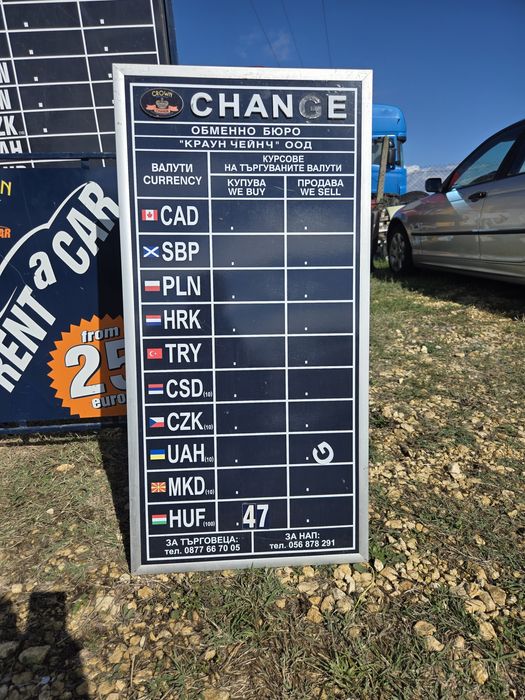 CROWN
CHANGE
ОБМЕННО БЮРО
"КРАУН ЧЕЙНЧ" ООД
ВАЛУТИ
CURRENCY
КУРСОВЕ
НА ТЪРГУВАНИТЕ ВАЛУТИ
КУПУВА
WE BUY
ПРОДАВА
WE SELL
CAD
SBP
PLN
HRK
TRY
CSD (10)
CZK (10)
UAH (10)
MKD (10)
HUF (100) .47
ЗА ТЪРГОВЕЦА:
тел. 0877 66 70 05
ЗА НАП:
тел. 056 878 291
RENT a CAR
from
25
euro